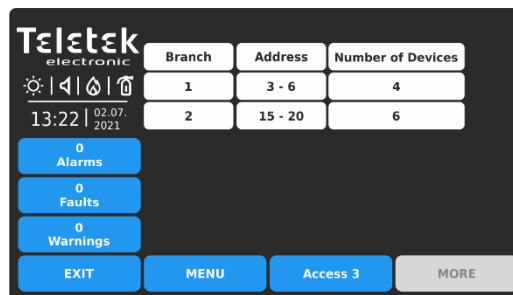 Teletek
electronic
13:22 | 02.07.
2021
Branch Address Number of Devices
1 3 - 6 4
2 15 - 20 6
0
Alarms
0
Faults
0
Warnings
EXIT MENU Access 3 MORE